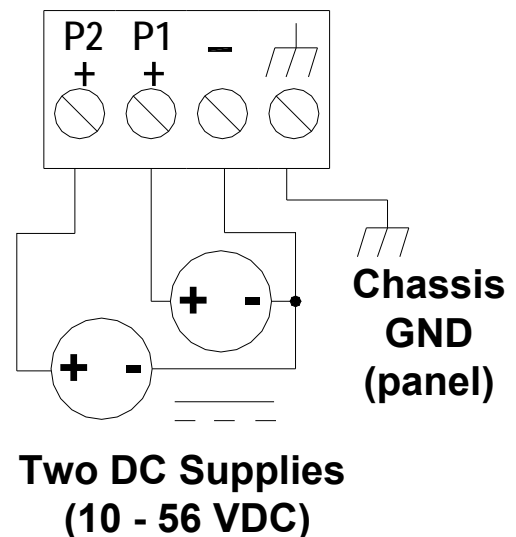 P2 P1 −
+ +
+ -
Chassis
GND
(panel)
+ -
Two DC Supplies
(10 - 56 VDC)